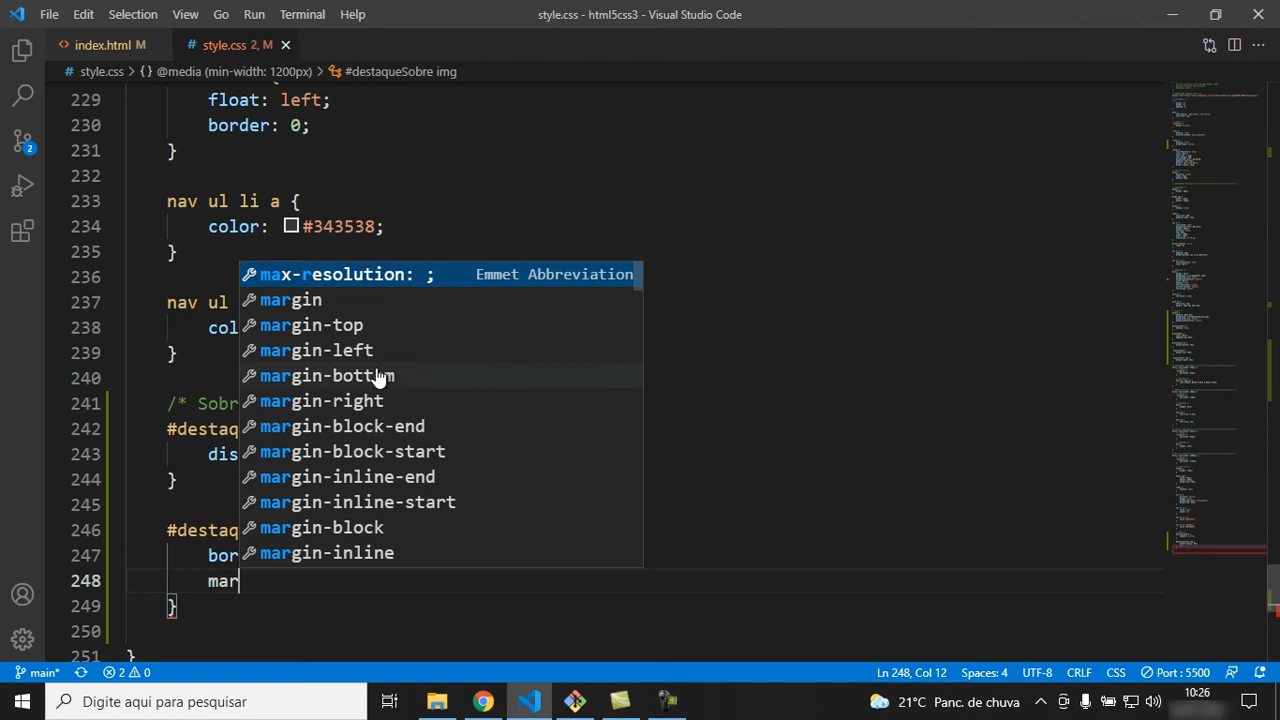 File Edit Selection View Go Run Terminal Help style.css - html5css3 - Visual Studio Code
index.html M # style.css 2, M
# style.css > {} @media (min-width: 1200px) > #destaqueSobre img
229 float: left;
230 border: 0;
231 }
232
233 nav ul li a {
234 color: #343538;
235 }
236
237 nav ul
238 col
239 }
240
241 /* Sobr
242 #destaq
243 dis
244 }
245
246 #destaq
247 bor
248 mar
249 }
250
251 }
max-resolution: ; Emmet Abbreviation
margin
margin-top
margin-left
margin-bottom
margin-right
margin-block-end
margin-block-start
margin-inline-end
margin-inline-start
margin-block
margin-inline
2
main* 2 0 Ln 248, Col 12 Spaces: 4 UTF-8 CRLF CSS Port : 5500
Digite aqui para pesquisar 21°C Panc. de chuva 10:26